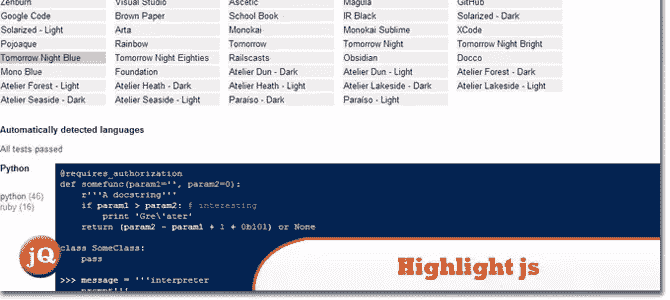 Zenburn Visual Studio Ascetic Magula GitHub
Google Code Brown Paper School Book IR Black Solarized - Dark
Solarized - Light Arta Monokai Monokai Sublime XCode
Pojoaque Rainbow Tomorrow Tomorrow Night Tomorrow Night Bright
Tomorrow Night Blue Tomorrow Night Eighties Railscasts Obsidian Docco
Mono Blue Foundation Atelier Dun - Dark Atelier Dun - Light Atelier Forest - Dark
Atelier Forest - Light Atelier Heath - Dark Atelier Heath - Light Atelier Lakeside - Dark Atelier Lakeside - Light
Atelier Seaside - Dark Atelier Seaside - Light Paraíso - Dark Paraíso - Light
Automatically detected languages
All tests passed
Python
python (46)
ruby (16)
@requires_authorization
def somefunc(param1='', param2=0):
r'''A docstring'''
if param1 > param2: # interesting
print 'Gre\'ater'
return (param2 - param1 + 1 + 0b10l) or None
class SomeClass:
pass
>>> message = '''interpreter
prompt'''
jQ
Highlight js